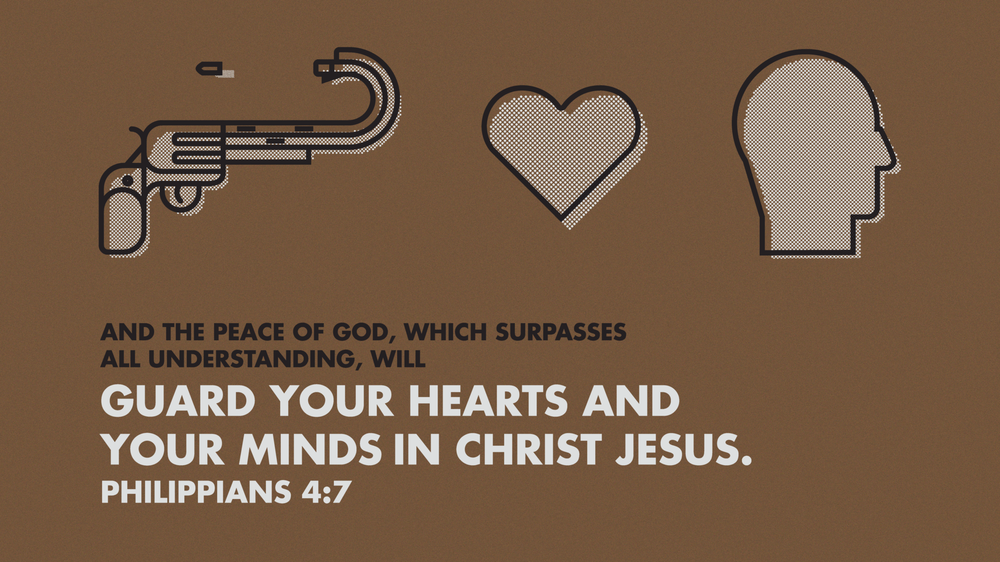 AND THE PEACE OF GOD, WHICH SURPASSES
ALL UNDERSTANDING, WILL
GUARD YOUR HEARTS AND
YOUR MINDS IN CHRIST JESUS.
PHILIPPIANS 4:7